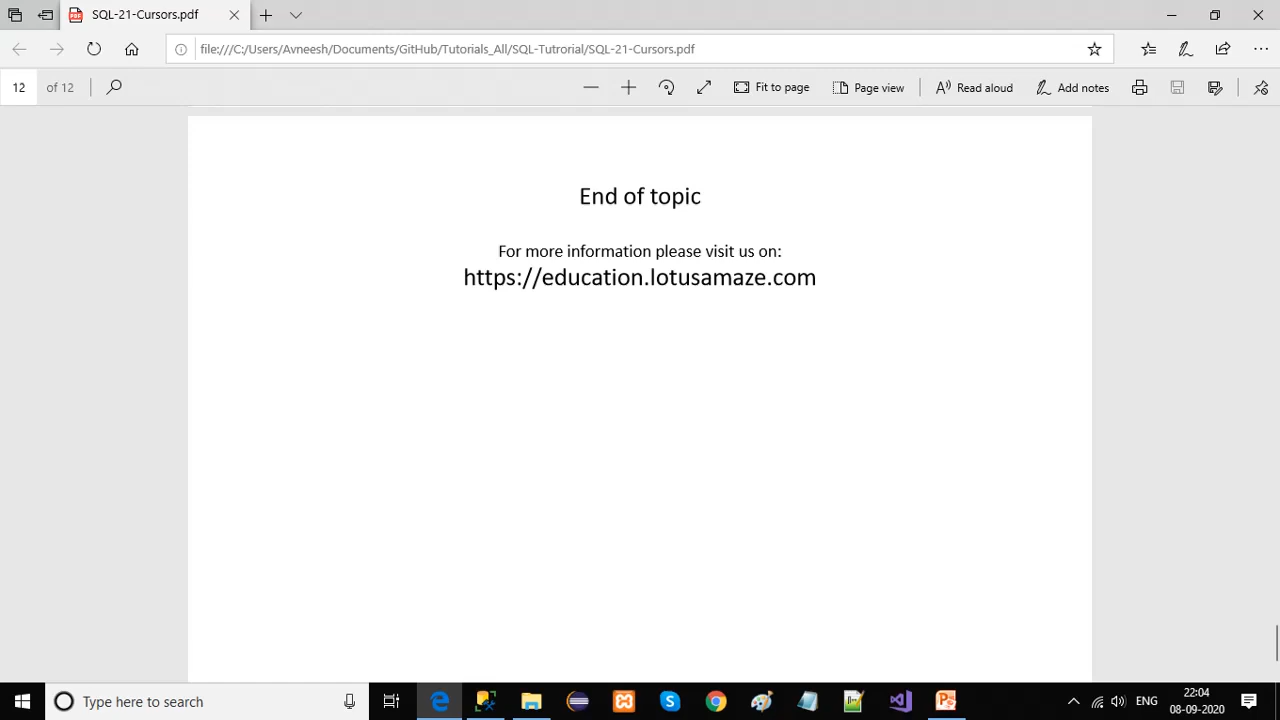 SQL-21-Cursors.pdf
file:///C:/Users/Avneesh/Documents/GitHub/Tutorials_All/SQL-Tutrorial/SQL-21-Cursors.pdf
12 of 12 Fit to page Page view Read aloud Add notes
End of topic
For more information please visit us on:
https://education.lotusamaze.com
Type here to search
ENG
22:04
08-09-2020